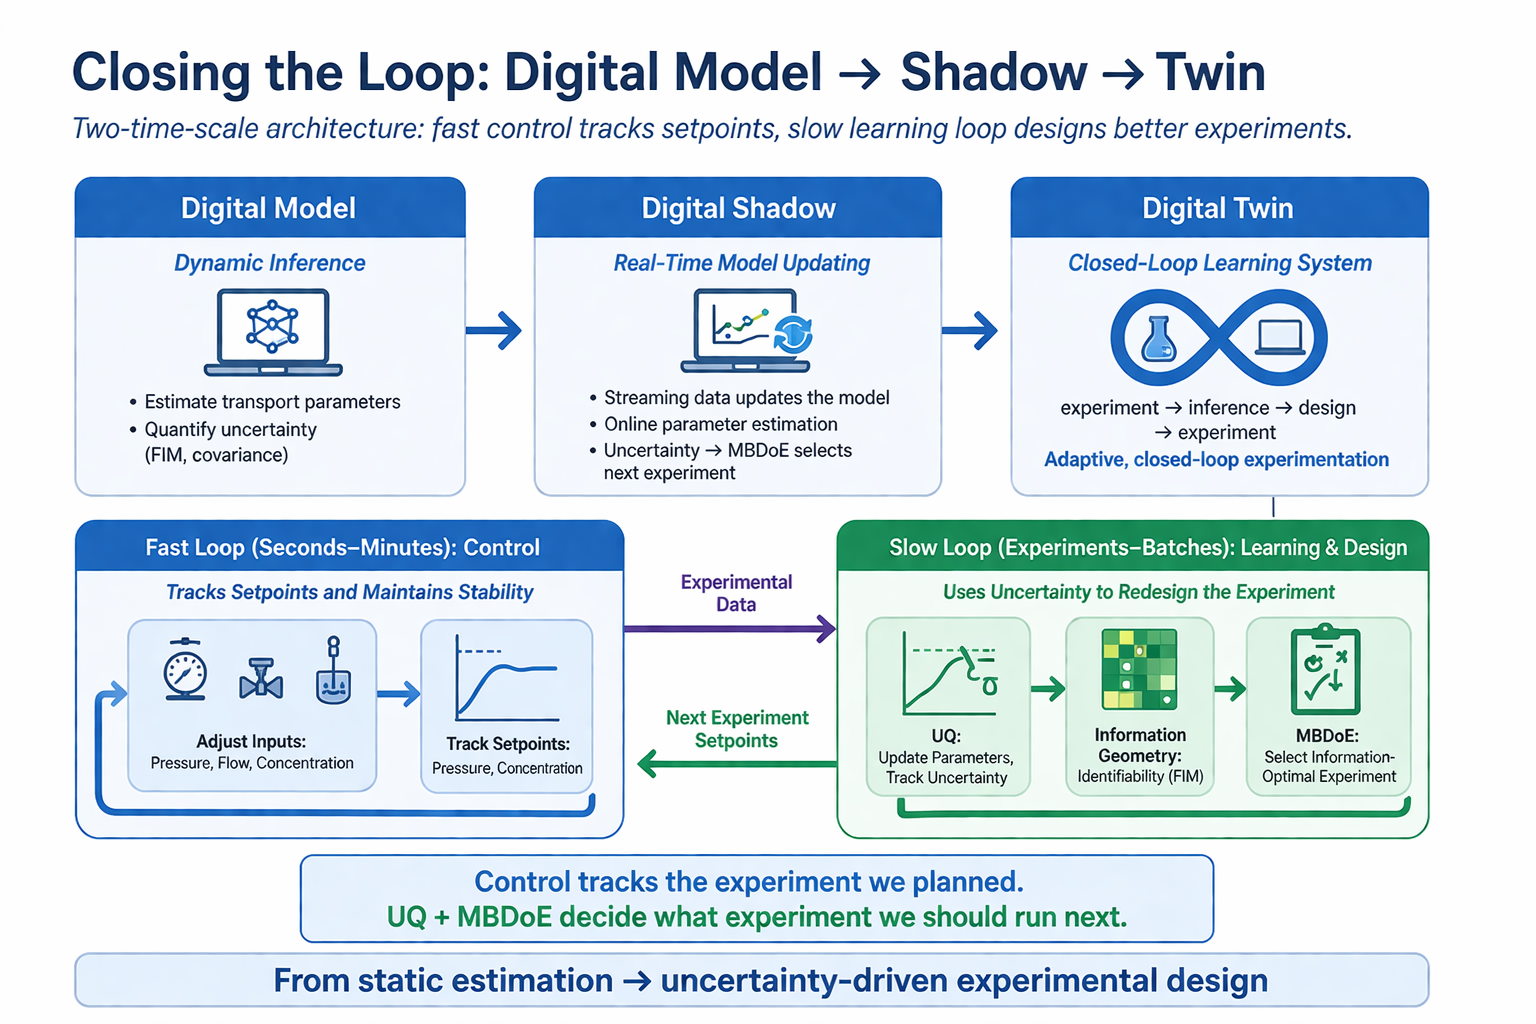 Closing the Loop: Digital Model → Shadow → Twin
Two-time-scale architecture: fast control tracks setpoints, slow learning loop designs better experiments.
Digital Model
Dynamic Inference
• Estimate transport parameters
• Quantify uncertainty
(FIM, covariance)
Digital Shadow
Real-Time Model Updating
• Streaming data updates the model
• Online parameter estimation
• Uncertainty → MBDoE selects
next experiment
Digital Twin
Closed-Loop Learning System
experiment → inference → design
→ experiment
Adaptive, closed-loop experimentation
Fast Loop (Seconds–Minutes): Control
Tracks Setpoints and Maintains Stability
Adjust Inputs:
Pressure, Flow, Concentration
Track Setpoints:
Pressure, Concentration
Experimental
Data
Next Experiment
Setpoints
Slow Loop (Experiments–Batches): Learning & Design
Uses Uncertainty to Redesign the Experiment
UQ:
Update Parameters,
Track Uncertainty
Information
Geometry:
Identifiability (FIM)
MBDoE:
Select Information-
Optimal Experiment
Control tracks the experiment we planned.
UQ + MBDoE decide what experiment we should run next.
From static estimation → uncertainty-driven experimental design